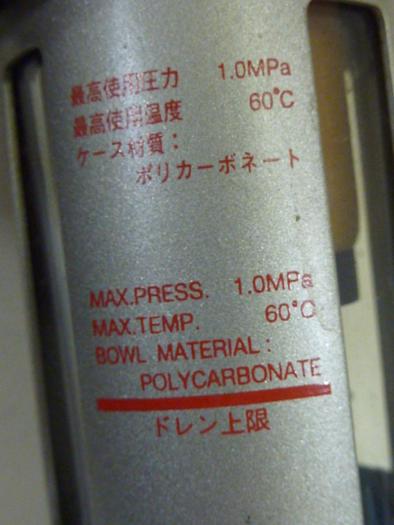 最高使用圧力 1.0MPa
最高使用温度 60°C
ケース材質:
ポリカーボネート
MAX.PRESS. 1.0MPa
MAX.TEMP. 60°C
BOWL MATERIAL:
POLYCARBONATE
ドレン上限